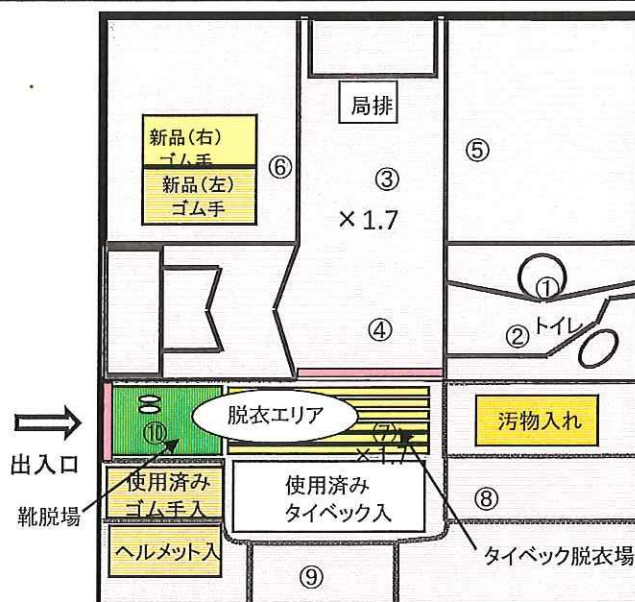 局排
新品(右)
ゴム手
新品(左)
ゴム手
⑥
③
×1.7
⑤
①
②
トイレ
④
出入口
⑩
脱衣エリア
⑦
×1.7
汚物入れ
靴脱場
使用済み
ゴム手入
使用済み
タイベック入
⑧
ヘルメット入
⑨
タイベック脱衣場